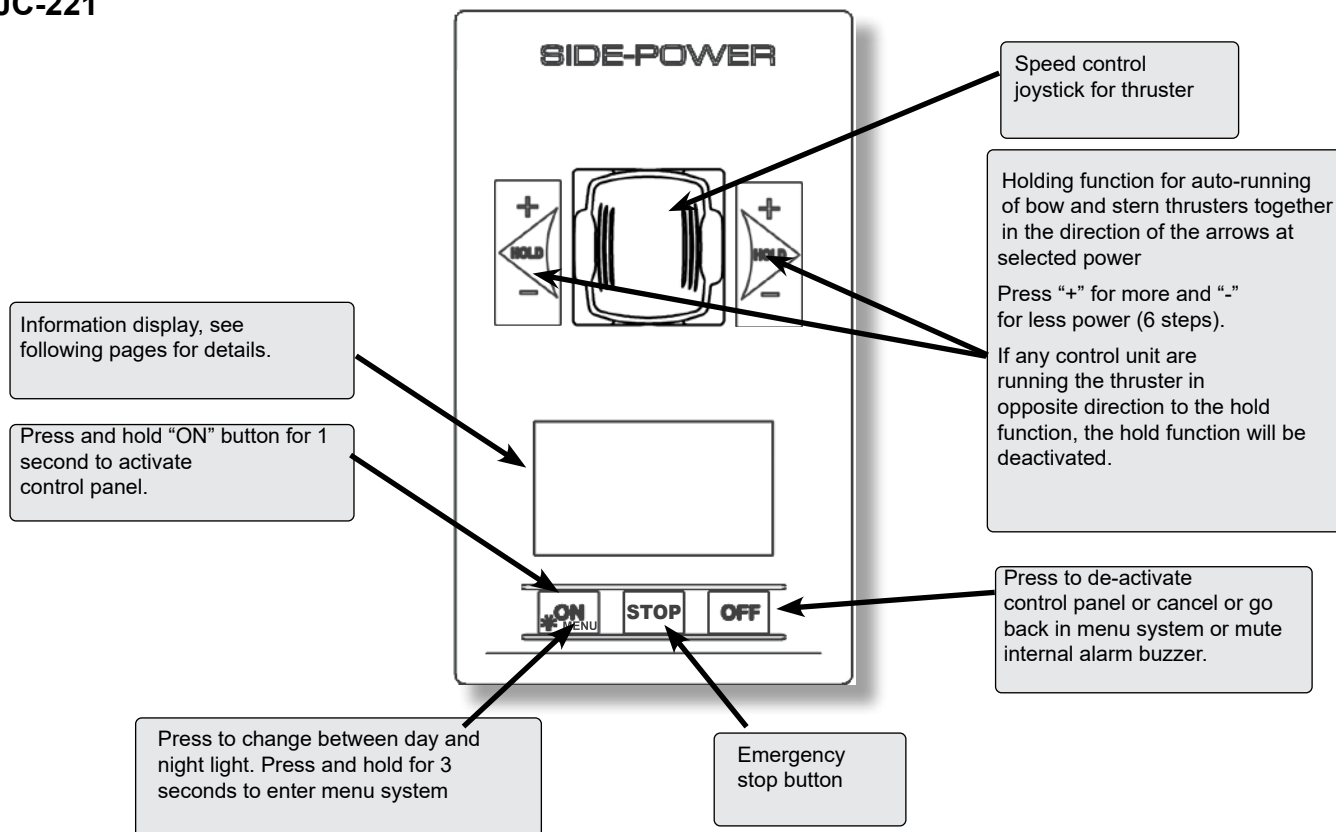 JC-221
SIDE-POWER
Speed control
joystick for thruster
+
HOLD
-
+
HOLD
-
Holding function for auto-running
of bow and stern thrusters together
in the direction of the arrows at
selected power
Press “+” for more and “-”
for less power (6 steps).
If any control unit are
running the thruster in
opposite direction to the hold
function, the hold function will be
deactivated.
Information display, see
following pages for details.
Press and hold “ON” button for 1
second to activate
control panel.
ON
MENU
STOP
OFF
Press to de-activate
control panel or cancel or go
back in menu system or mute
internal alarm buzzer.
Press to change between day and
night light. Press and hold for 3
seconds to enter menu system
Emergency
stop button